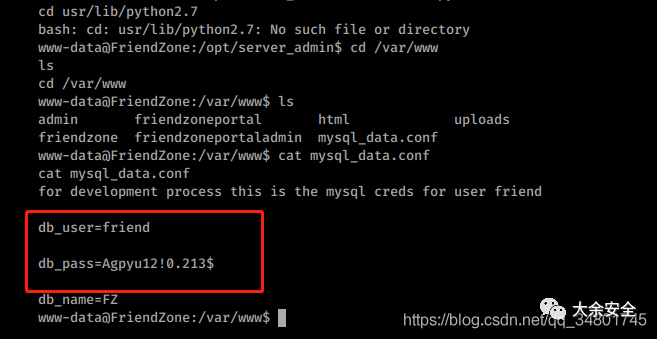 cd usr/lib/python2.7
bash: cd: usr/lib/python2.7: No such file or directory
www-data@FriendZone:/opt/server_admin$ cd /var/www
ls
cd /var/www
www-data@FriendZone:/var/www$ ls
admin friendzoneportal html uploads
friendzone friendzoneportaladmin mysql_data.conf
www-data@FriendZone:/var/www$ cat mysql_data.conf
cat mysql_data.conf
for development process this is the mysql creds for user friend
db_user=friend
db_pass=Agpyu12!0.213$
db_name=FZ
www-data@FriendZone:/var/www$
大余安全
https://blog.csdn.net/qq_34801745